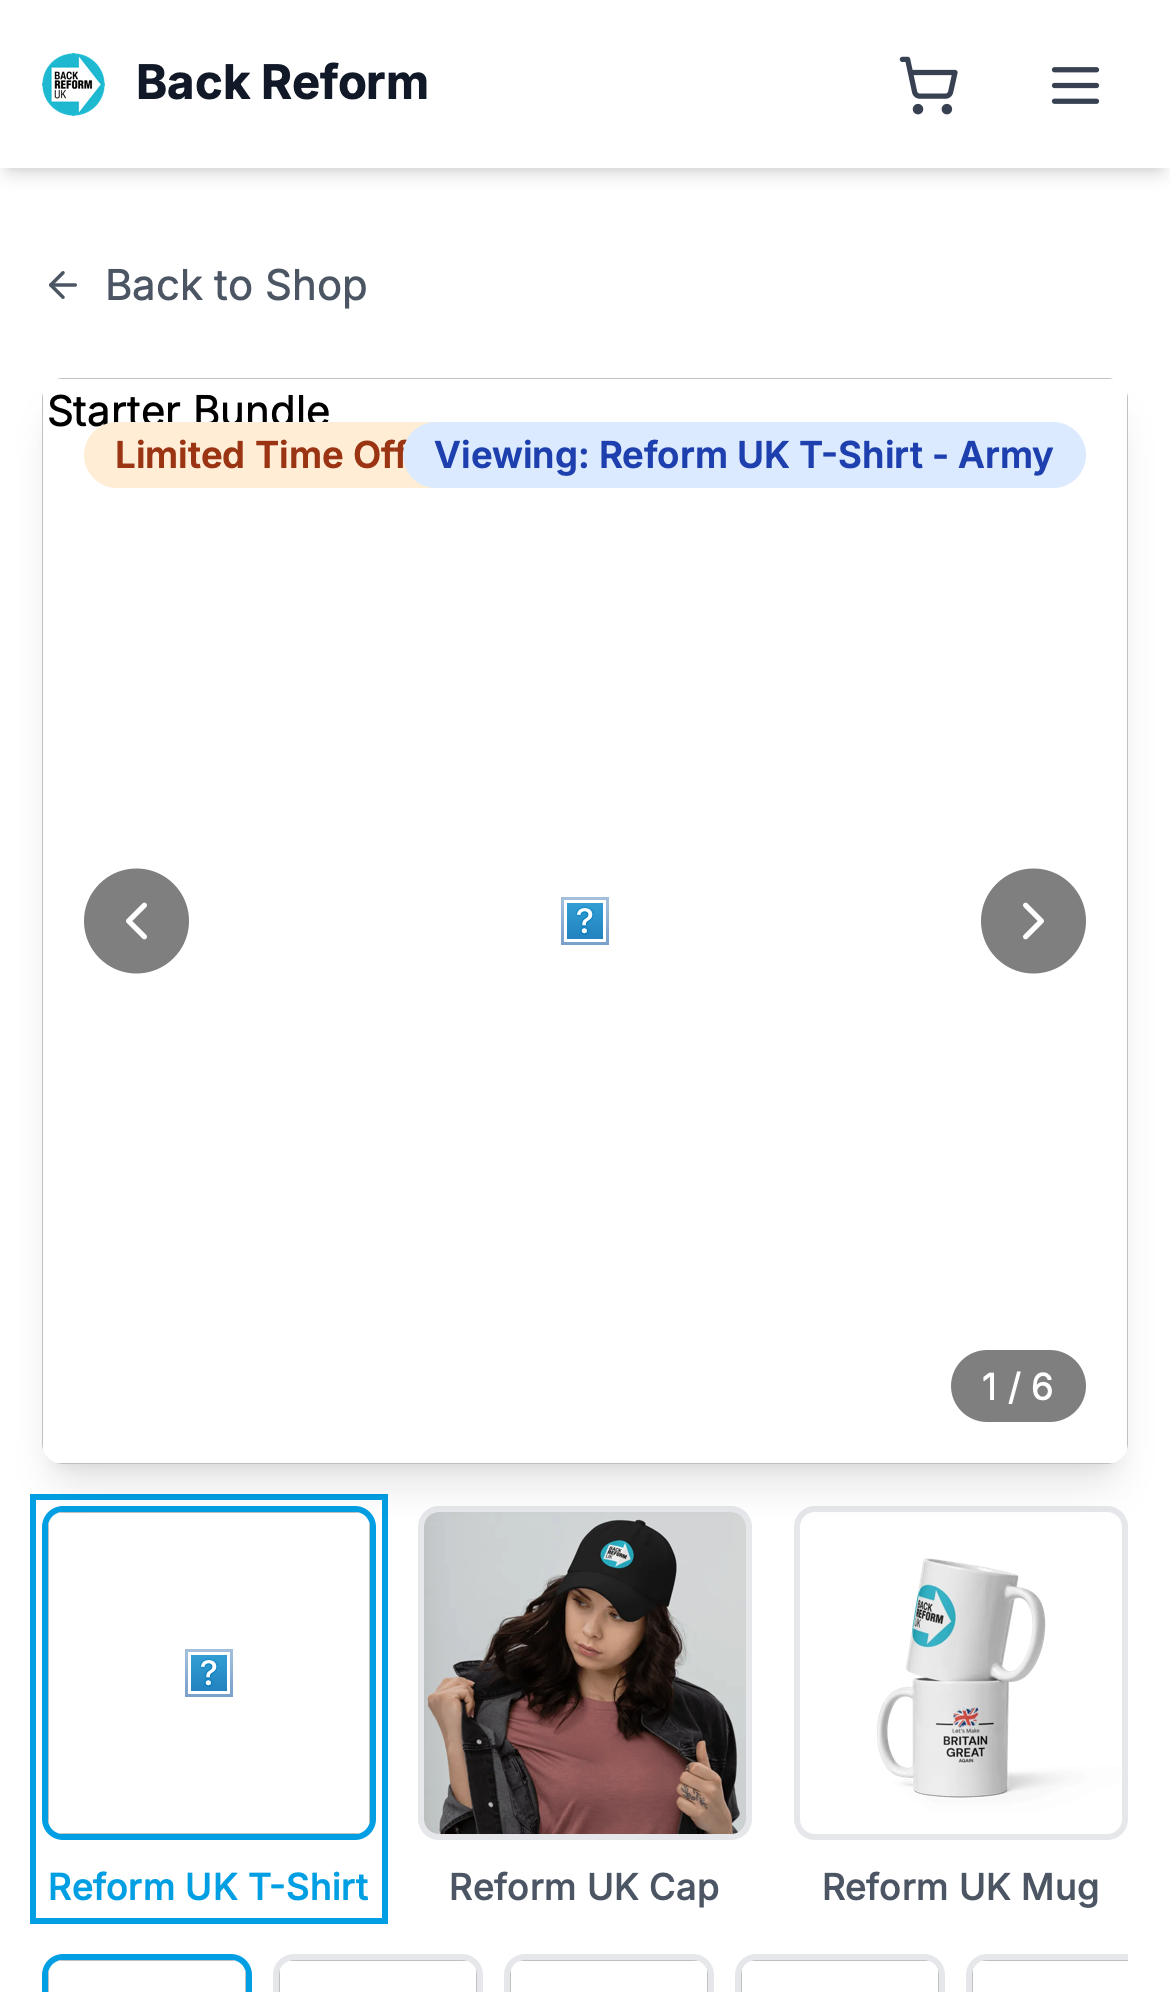 BACK
REFORM
UK
Back Reform
Back to Shop
Starter Bundle
Limited Time Off
Viewing: Reform UK T-Shirt - Army
?
1 / 6
?
BACK
REFORM
UK
BACK
REFORM
UK
Let's Make
BRITAIN
GREAT
AGAIN
Reform UK T-Shirt
Reform UK Cap
Reform UK Mug